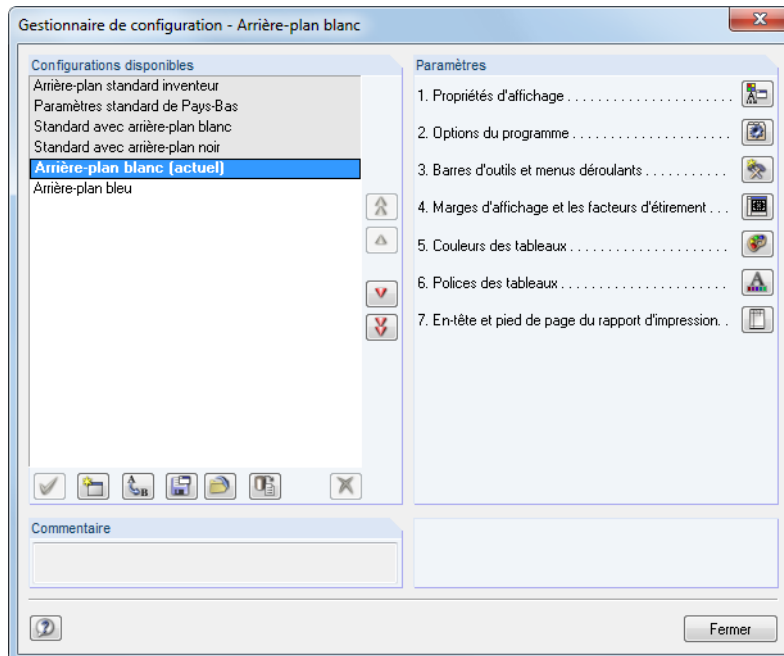 Gestionnaire de configuration - Arrière-plan blanc
Configurations disponibles
Arrière-plan standard inventeur
Paramètres standard de Pays-Bas
Standard avec arrière-plan blanc
Standard avec arrière-plan noir
Arrière-plan blanc (actuel)
Arrière-plan bleu
Paramètres
1. Propriétés d'affichage . . . . . . . . . . . . . . . . . . . . . .
2. Options du programme . . . . . . . . . . . . . . . . . . . . .
3. Barres d'outils et menus déroulants . . . . . . . . . . .
4. Marges d'affichage et les facteurs d'étirement . . .
5. Couleurs des tableaux . . . . . . . . . . . . . . . . . . . . . .
6. Polices des tableaux . . . . . . . . . . . . . . . . . . . . . .
7. En-tête et pied de page du rapport d'impression. .
Commentaire
Fermer